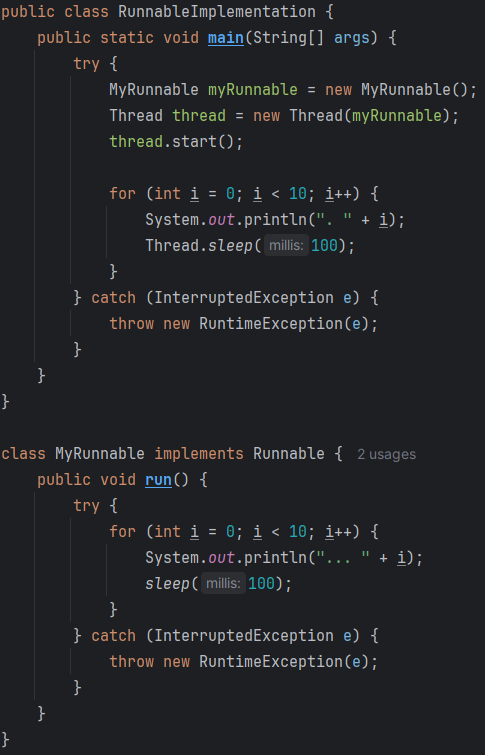 public class RunnableImplementation {
    public static void main(String[] args) {
        try {
            MyRunnable myRunnable = new MyRunnable();
            Thread thread = new Thread(myRunnable);
            thread.start();

            for (int i = 0; i < 10; i++) {
                System.out.println(". " + i);
                Thread.sleep( millis: 100);
            }
        } catch (InterruptedException e) {
            throw new RuntimeException(e);
        }
    }
}

class MyRunnable implements Runnable { 2 usages
    public void run() {
        try {
            for (int i = 0; i < 10; i++) {
                System.out.println("... " + i);
                sleep( millis: 100);
            }
        } catch (InterruptedException e) {
            throw new RuntimeException(e);
        }
    }
}